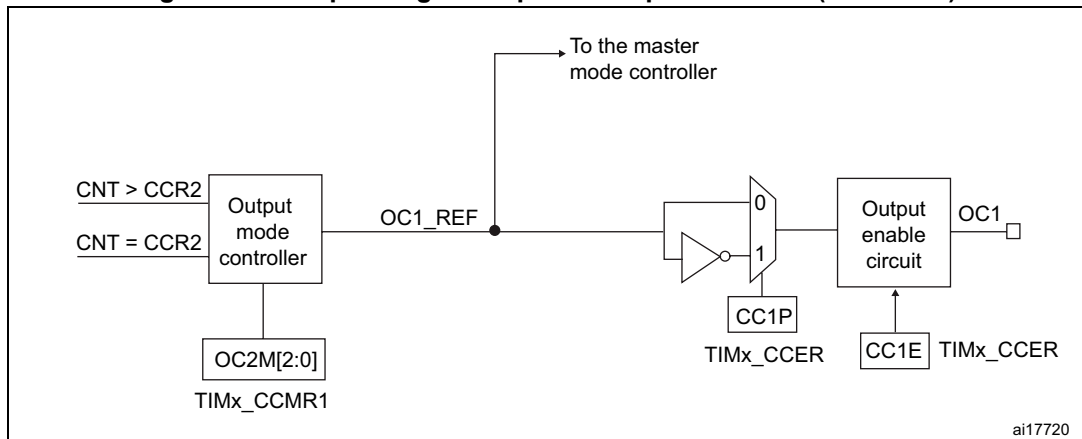 To the master
mode controller
CNT > CCR2
CNT = CCR2
Output
mode
controller
OC1_REF
0
1
Output
enable
circuit
OC1
CC1P
TIMx_CCER
CC1E
TIMx_CCER
OC2M[2:0]
TIMx_CCMR1
ai17720